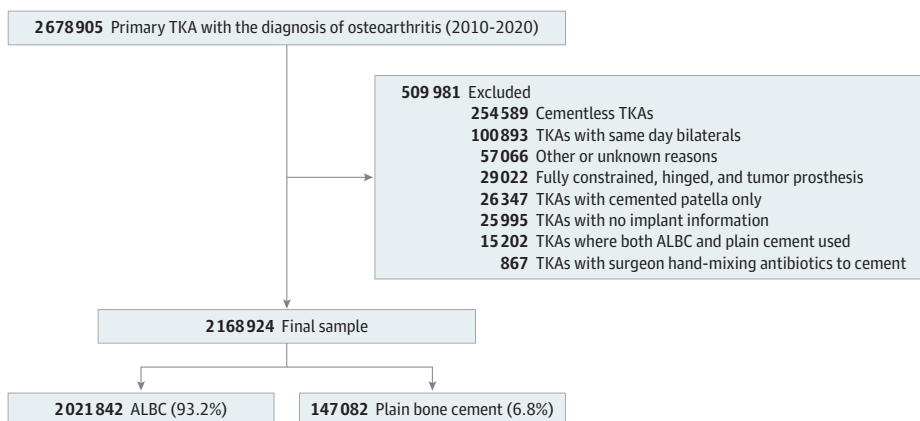 2678905 Primary TKA with the diagnosis of osteoarthritis (2010-2020)
509981 Excluded
254589 Cementless TKAs
100893 TKAs with same day bilaterals
57066 Other or unknown reasons
29022 Fully constrained, hinged, and tumor prosthesis
26347 TKAs with cemented patella only
25995 TKAs with no implant information
15202 TKAs where both ALBC and plain cement used
867 TKAs with surgeon hand-mixing antibiotics to cement
2168924 Final sample
2021842 ALBC (93.2%)
147082 Plain bone cement (6.8%)